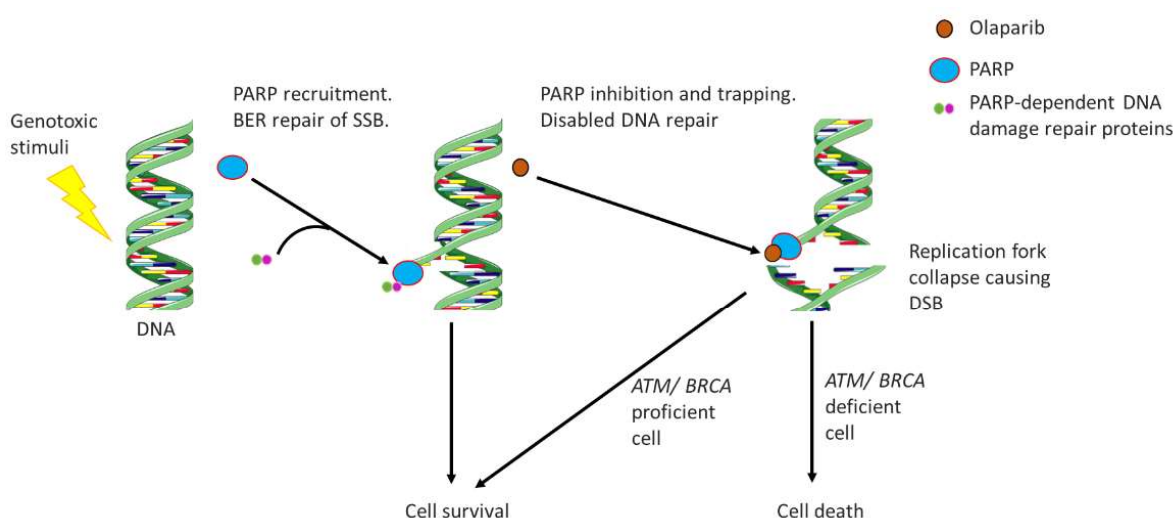 Olaparib
PARP
PARP-dependent DNA
damage repair proteins
Genotoxic
stimuli
PARP recruitment.
BER repair of SSB.
PARP inhibition and trapping.
Disabled DNA repair
Replication fork
collapse causing
DSB
DNA
ATM/ BRCA
proficient
cell
ATM/ BRCA
deficient
cell
Cell survival
Cell death